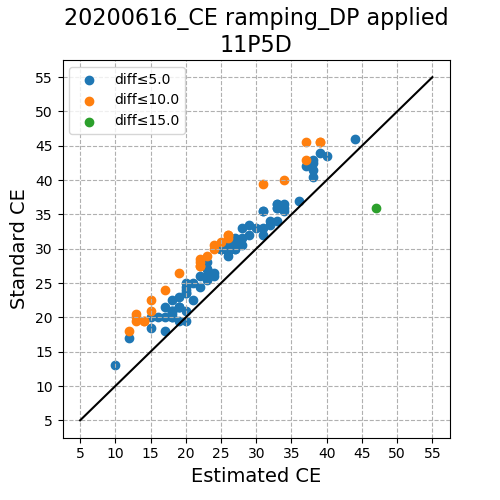 20200616_CE ramping_DP applied
11P5D
diff≤5.0
diff≤10.0
diff≤15.0
55
50
45
40
35
30
25
20
15
10
5
Standard CE
5 10 15 20 25 30 35 40 45 50 55
Estimated CE